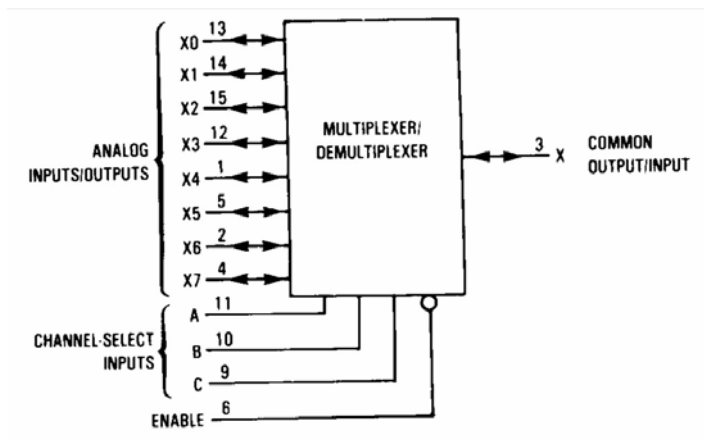 X0 13
X1 14
X2 15
X3 12
X4 1
X5 5
X6 2
X7 4
ANALOG
INPUTS/OUTPUTS
MULTIPLEXER/
DEMULTIPLEXER
3 X
COMMON
OUTPUT/INPUT
A 11
B 10
C 9
CHANNEL-SELECT
INPUTS
ENABLE 6